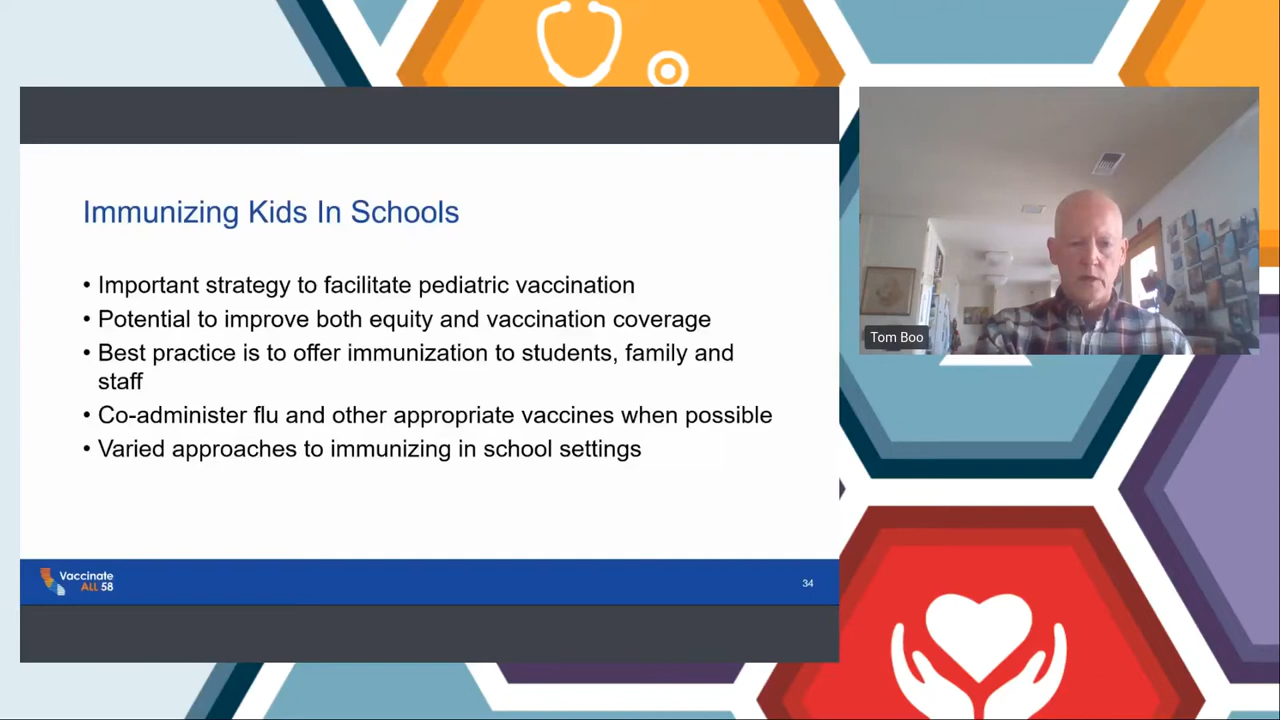 Immunizing Kids In Schools
• Important strategy to facilitate pediatric vaccination
• Potential to improve both equity and vaccination coverage
• Best practice is to offer immunization to students, family and
staff
• Co-administer flu and other appropriate vaccines when possible
• Varied approaches to immunizing in school settings
Vaccinate
ALL 58
34
Tom Boo